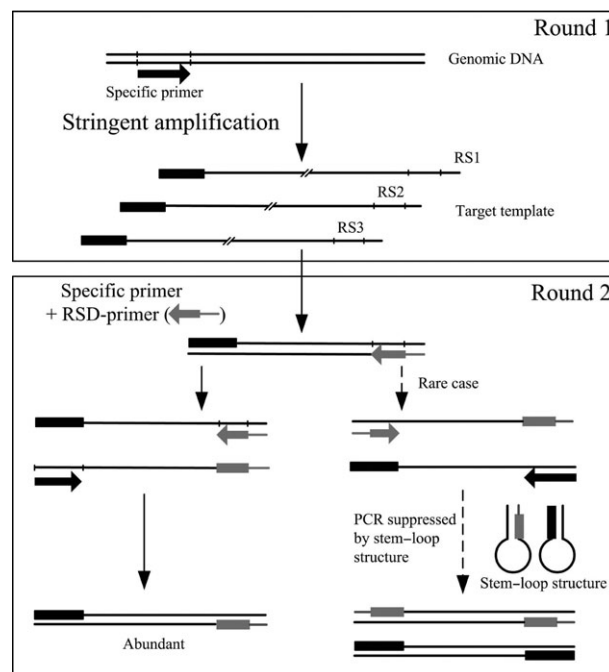 Round 1
Genomic DNA
Specific primer
Stringent amplification
RS1
RS2
Target template
RS3
Round 2
Specific primer
+ RSD-primer ( )
Rare case
PCR suppressed
by stem-loop
structure
Stem-loop structure
Abundant